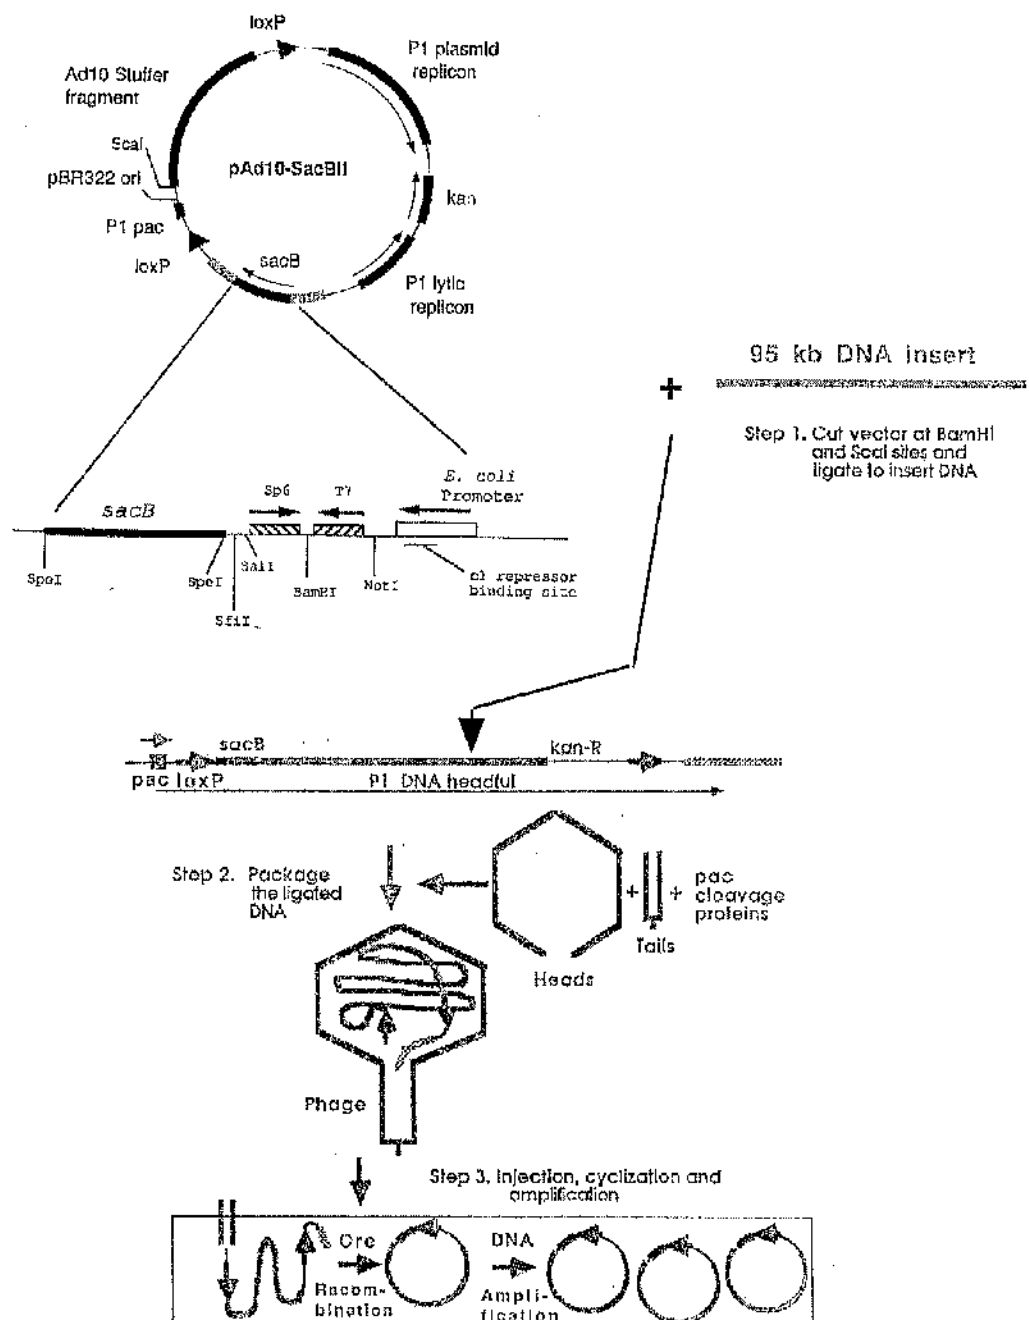 loxP
P1 plasmid
replicon
Ad10 Stuffer
fragment
ScaI
pBR322 ori
pAd10-SacBII
kan
P1 pac
loxP
sacB
P1 lytic
replicon
95 kb DNA insert
+
Step 1. Cut vector at BamHI
and ScaI sites and
ligate to insert DNA
E. coli
Promoter
Sp6
T7
sacB
SpeI
SpeI
SalI
BamHI
NotI
cI repressor
binding site
SfiI
sacB
kan-R
pac
loxP
P1 DNA headful
Step 2. Package
the ligated
DNA
+
+
pac
cleavage
proteins
Tails
Heads
Phage
Step 3. Injection, cyclization and
amplification
Cre
Recom-
bination
DNA
Ampli-
fication